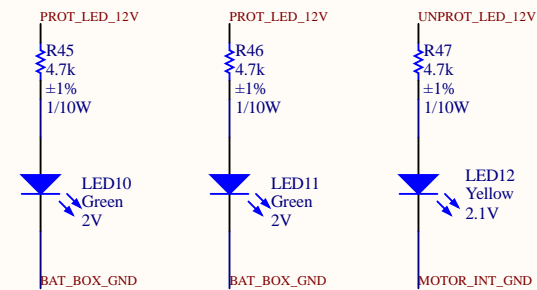 PROT_LED_12V
R45
4.7k
±1%
1/10W
LED10
Green
2V
BAT_BOX_GND
PROT_LED_12V
R46
4.7k
±1%
1/10W
LED11
Green
2V
BAT_BOX_GND
UNPROT_LED_12V
R47
4.7k
±1%
1/10W
LED12
Yellow
2.1V
MOTOR_INT_GND